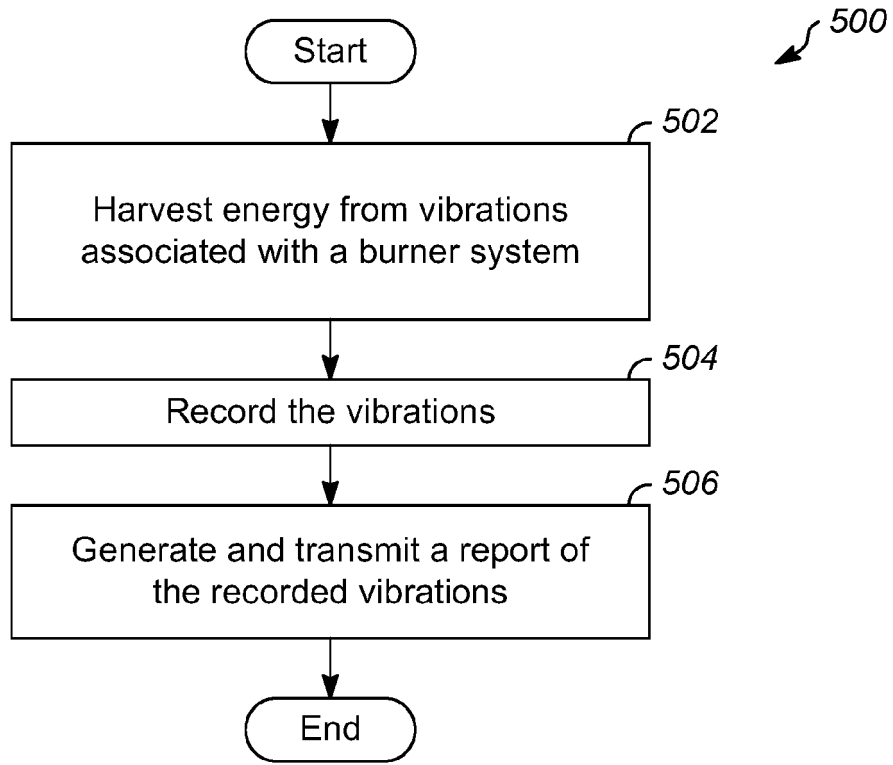 500
Start
502
Harvest energy from vibrations
associated with a burner system
504
Record the vibrations
506
Generate and transmit a report of
the recorded vibrations
End